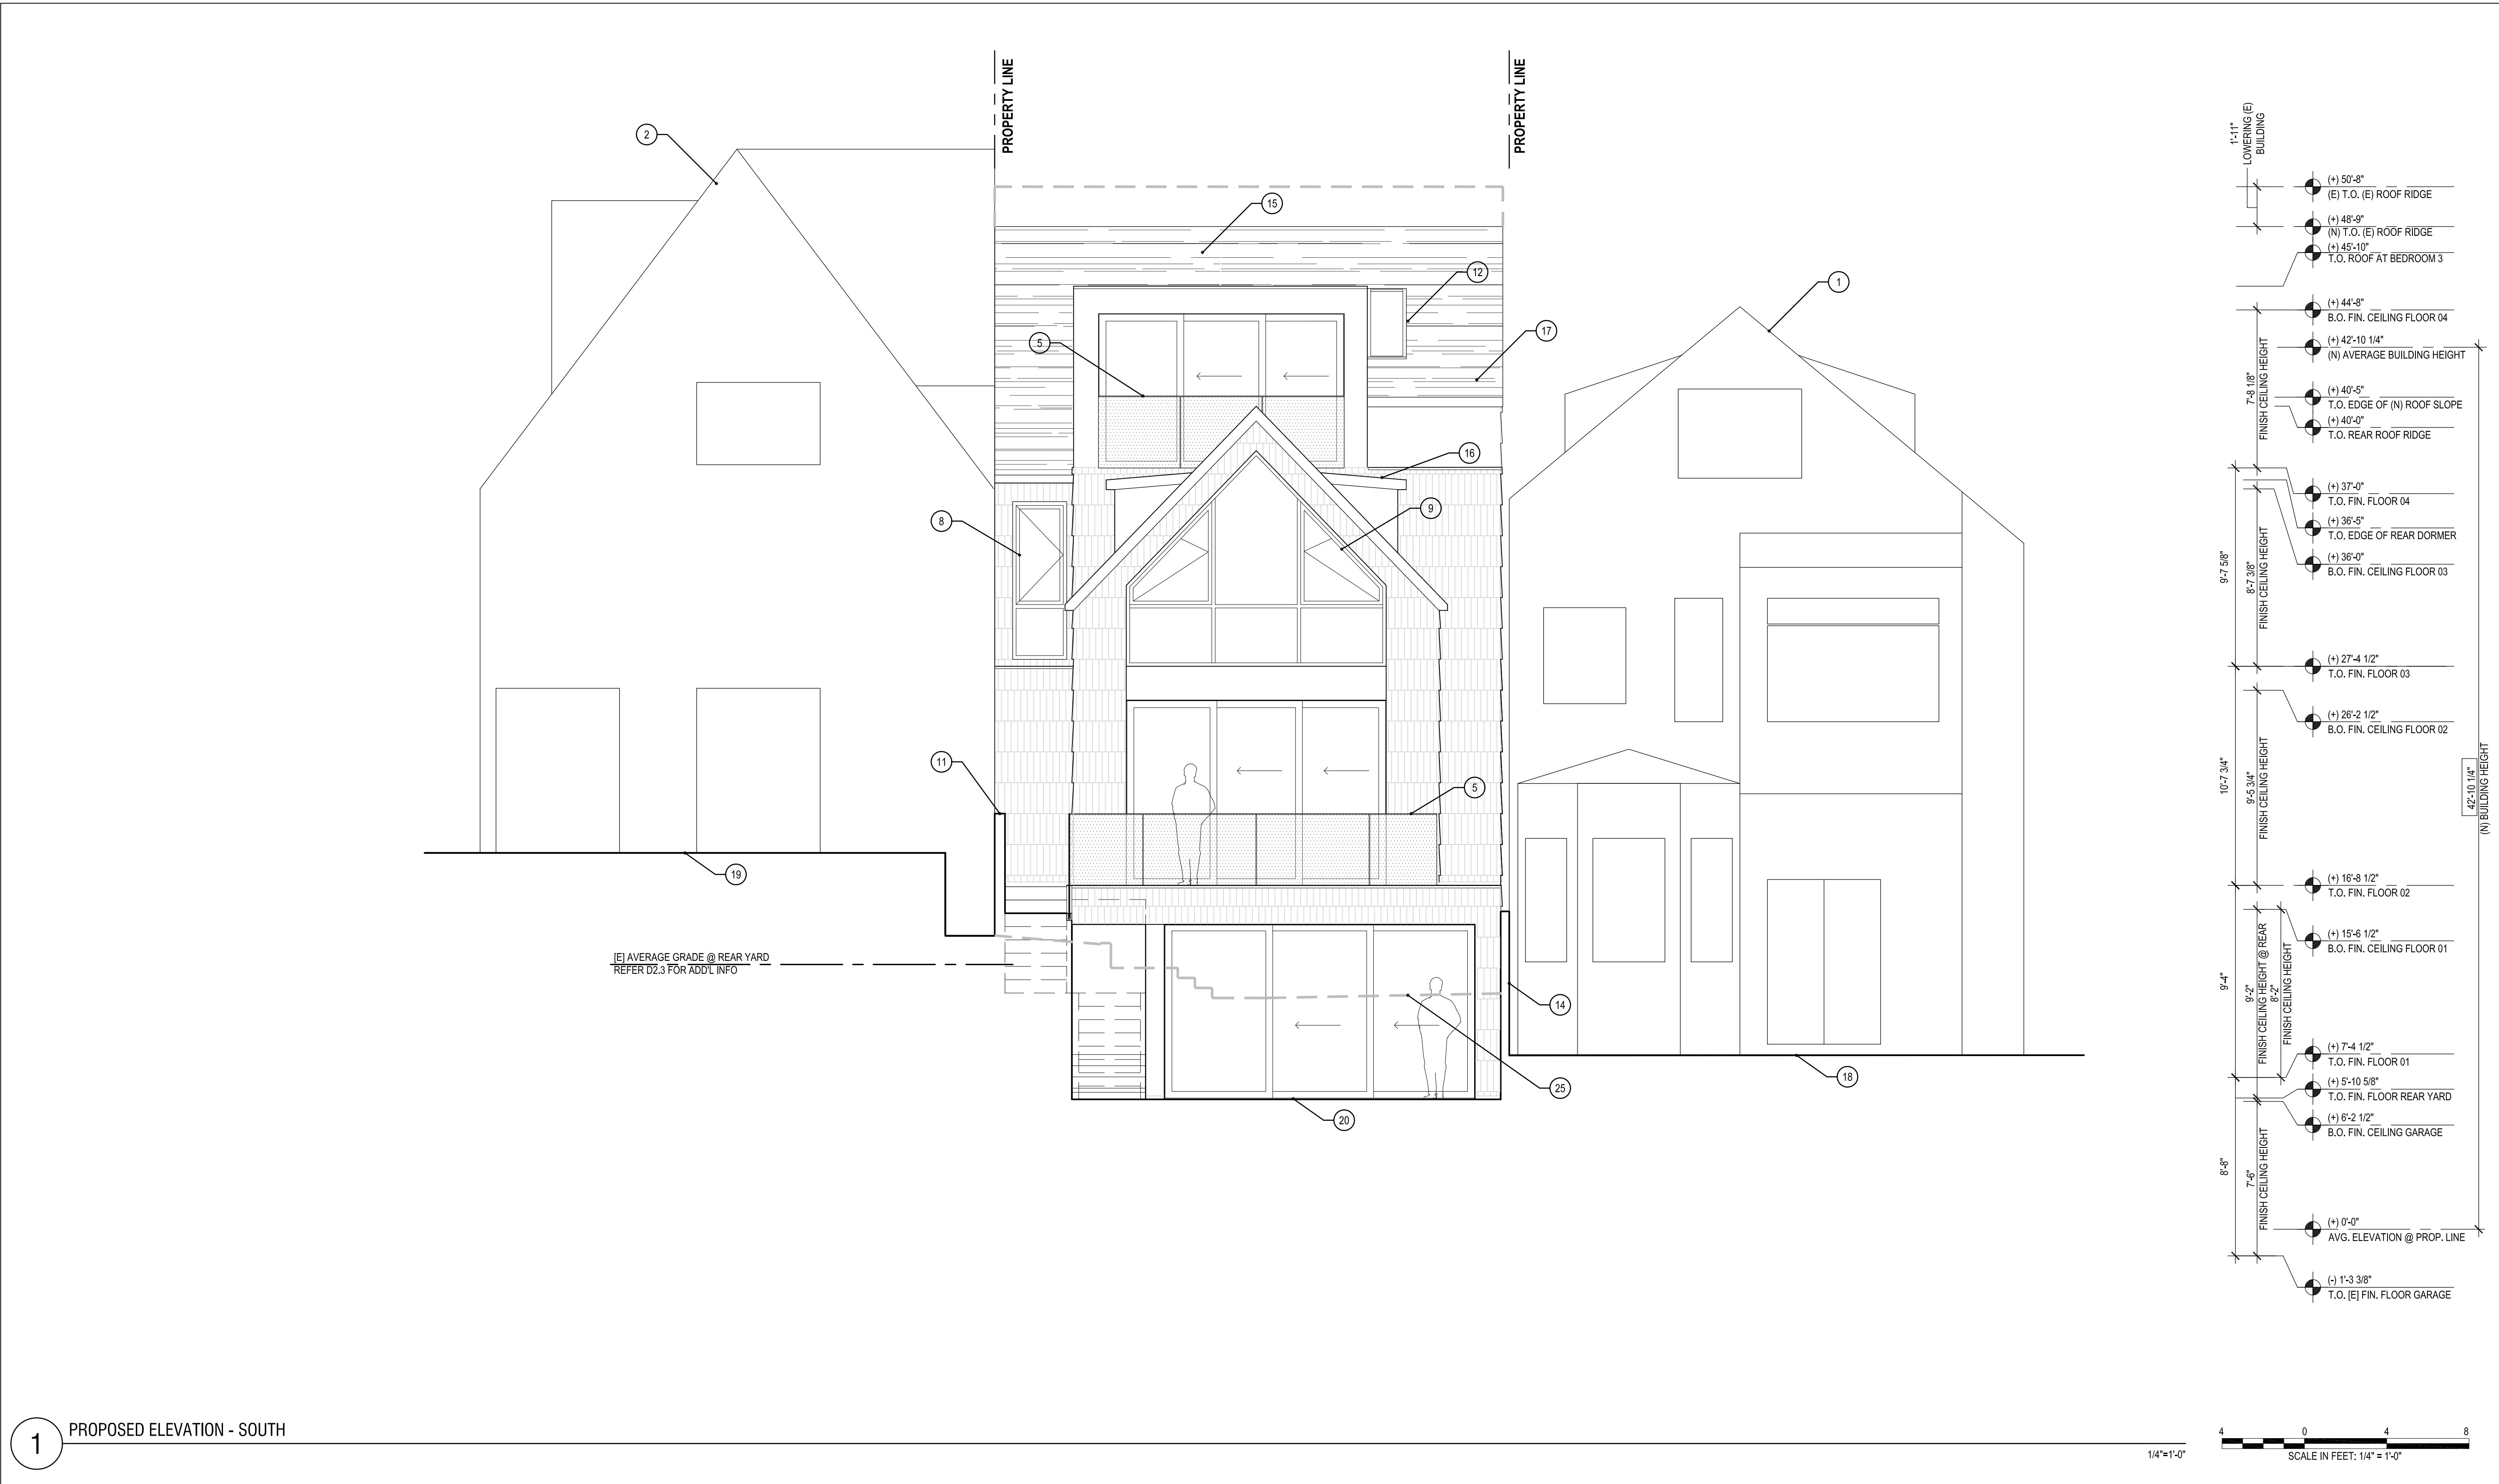 PROPERTY LINE
PROPERTY LINE
2
15
12
1
5
17
16
9
8
11
5
19
14
25
18
20
[E] AVERAGE GRADE @ REAR YARD
REFER D2.3 FOR ADD'L INFO
1'-11"
LOWERING (E)
BUILDING
(+) 50'-8"
(E) T.O. (E) ROOF RIDGE
(+) 48'-9"
(N) T.O. (E) ROOF RIDGE
(+) 45'-10"
T.O. ROOF AT BEDROOM 3
(+) 44'-8"
B.O. FIN. CEILING FLOOR 04
(+) 42'-10 1/4"
(N) AVERAGE BUILDING HEIGHT
(+) 40'-5"
T.O. EDGE OF (N) ROOF SLOPE
(+) 40'-0"
T.O. REAR ROOF RIDGE
(+) 37'-0"
T.O. FIN. FLOOR 04
(+) 36'-5"
T.O. EDGE OF REAR DORMER
(+) 36'-0"
B.O. FIN. CEILING FLOOR 03
(+) 27'-4 1/2"
T.O. FIN. FLOOR 03
(+) 26'-2 1/2"
B.O. FIN. CEILING FLOOR 02
(+) 16'-8 1/2"
T.O. FIN. FLOOR 02
(+) 15'-6 1/2"
B.O. FIN. CEILING FLOOR 01
(+) 7'-4 1/2"
T.O. FIN. FLOOR 01
(+) 5'-10 5/8"
T.O. FIN. FLOOR REAR YARD
(+) 6'-2 1/2"
B.O. FIN. CEILING GARAGE
(+) 0'-0"
AVG. ELEVATION @ PROP. LINE
(-) 1'-3 3/8"
T.O. [E] FIN. FLOOR GARAGE
7'-8 1/8"
FINISH CEILING HEIGHT
9'-7 5/8"
8'-7 3/8"
FINISH CEILING HEIGHT
10'-7 3/4"
9'-5 3/4"
FINISH CEILING HEIGHT
9'-4"
9'-2"
FINISH CEILING HEIGHT @ REAR
8'-2"
FINISH CEILING HEIGHT
8'-8"
7'-6"
FINISH CEILING HEIGHT
42'-10 1/4"
(N) BUILDING HEIGHT
1
PROPOSED ELEVATION - SOUTH
1/4"=1'-0"
4 0 4 8
SCALE IN FEET: 1/4" = 1'-0"